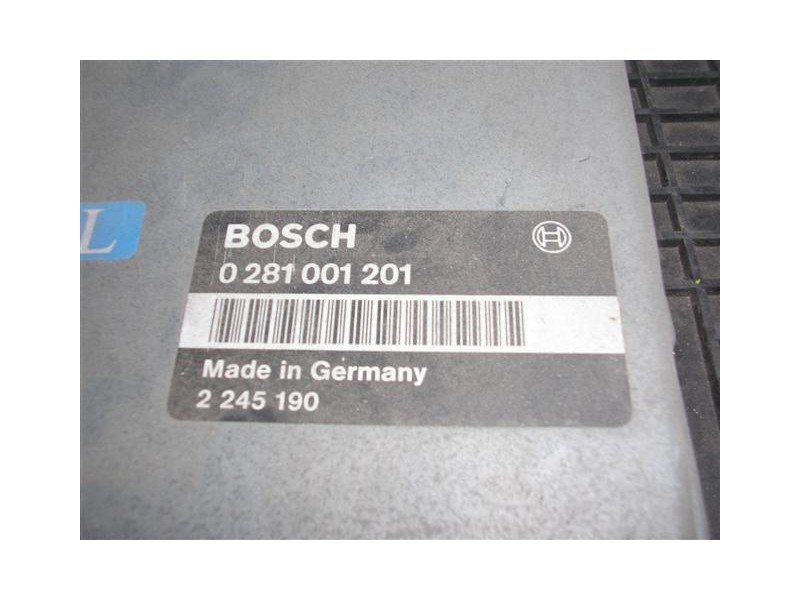 L
BOSCH
0 281 001 201
Made in Germany
2 245 190